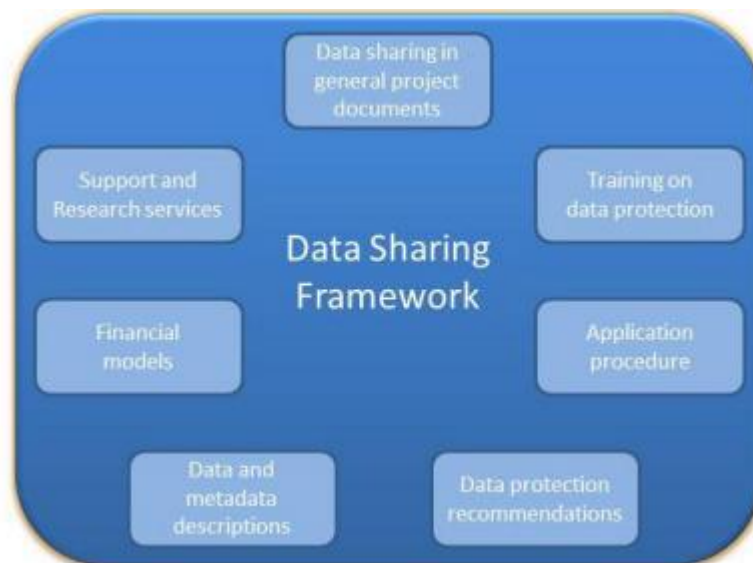 Data sharing in
general project
documents
Support and
Research services
Training on
data protection
Data Sharing
Framework
Financial
models
Application
procedure
Data and
metadata
descriptions
Data protection
recommendations